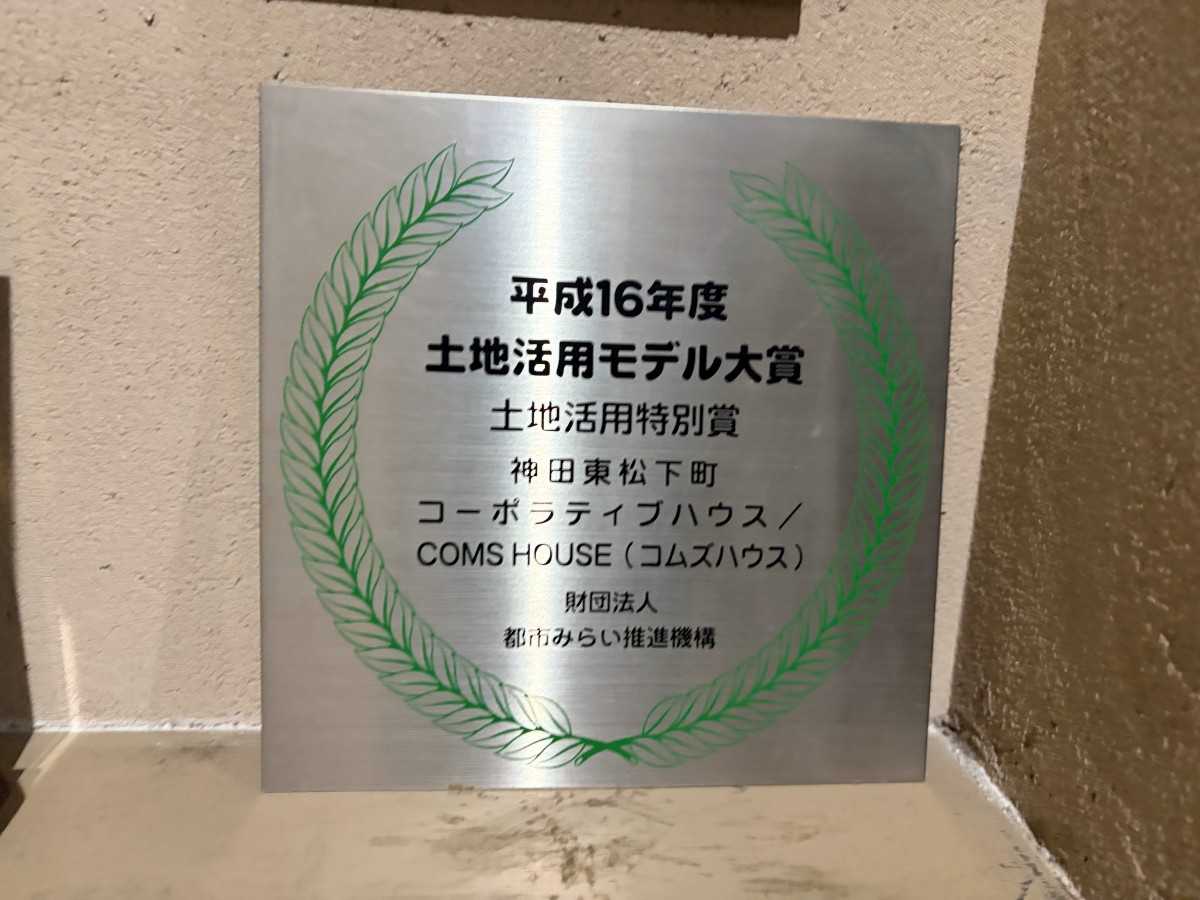 平成16年度
土地活用モデル大賞
土地活用特別賞
神田東松下町
コーポラティブハウス／
COMS HOUSE（コムズハウス）
財団法人
都市みらい推進機構